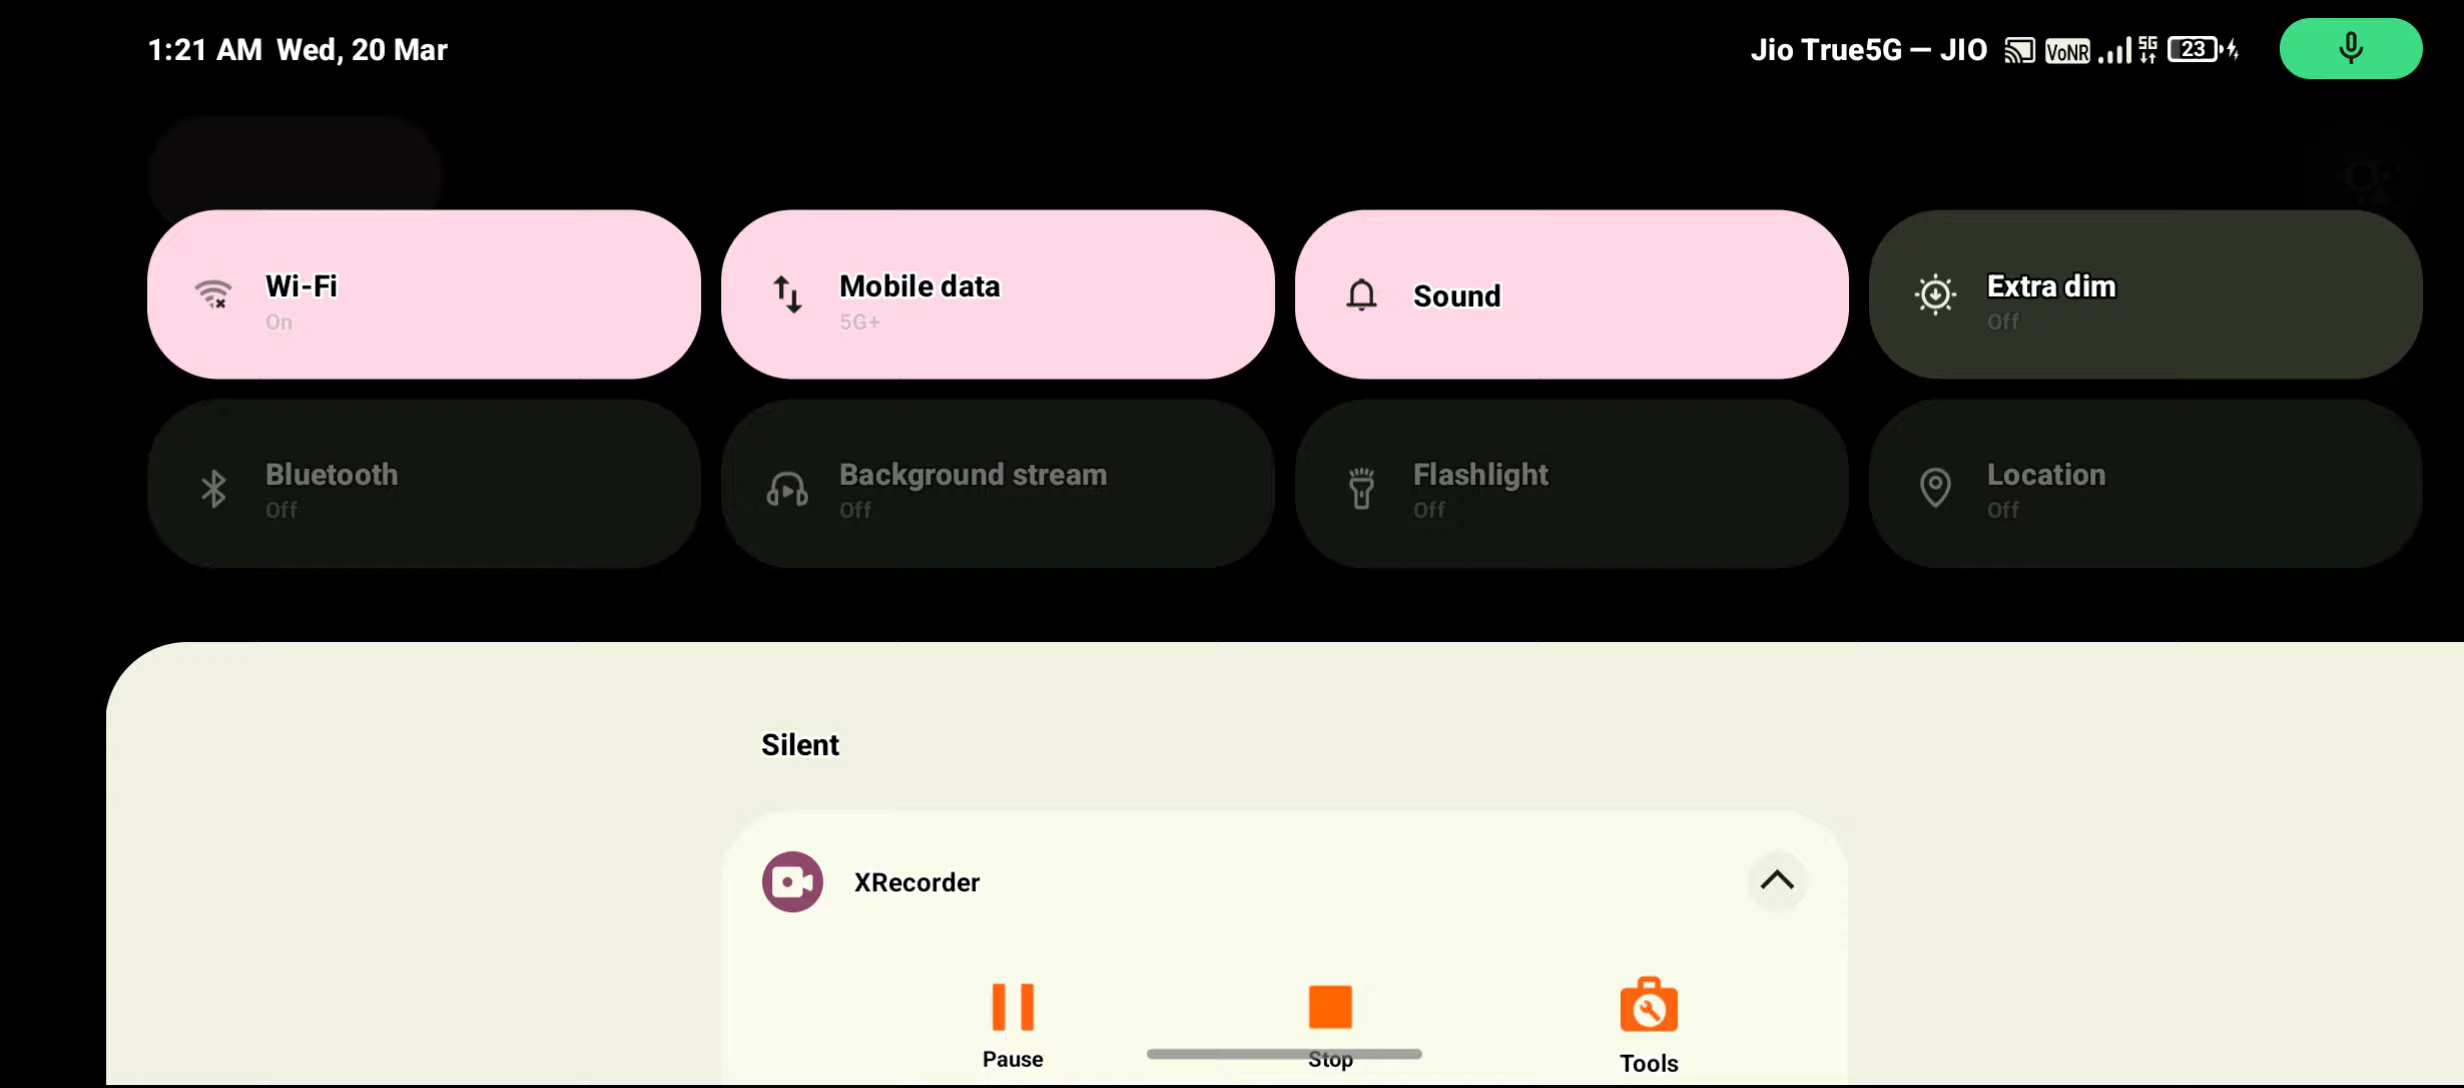 1:21 AM Wed, 20 Mar
Jio True5G — JIO VoNR 5G 23
Wi-Fi
On
Mobile data
5G+
Sound
Extra dim
Off
Bluetooth
Off
Background stream
Off
Flashlight
Off
Location
Off
Silent
XRecorder
Pause
Stop
Tools